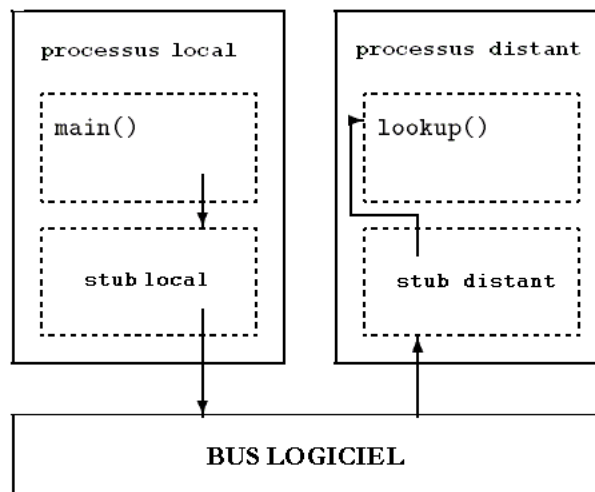 processus local
main()
stub local
processus distant
lookup()
stub distant
BUS LOGICIEL